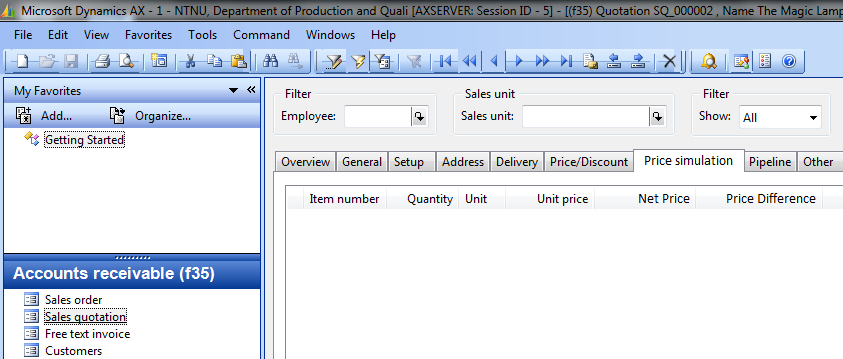 Microsoft Dynamics AX - 1 - NTNU, Department of Production and Quali [AXSERVER: Session ID - 5] - [(f35) Quotation SQ_000002 , Name The Magic Lamp
File Edit View Favorites Tools Command Windows Help
My Favorites
Add... Organize...
Getting Started
Accounts receivable (f35)
Sales order
Sales quotation
Free text invoice
Customers
Filter Sales unit Filter
Employee: Sales unit: Show: All
Overview General Setup Address Delivery Price/Discount Price simulation Pipeline Other
Item number Quantity Unit Unit price Net Price Price Difference